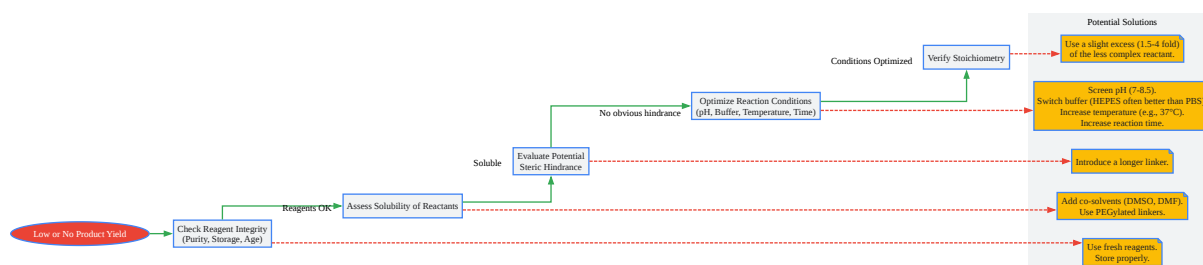 Potential Solutions
Use a slight excess (1.5-4 fold)
of the less complex reactant.
Conditions Optimized
Verify Stoichiometry
Screen pH (7-8.5).
Switch buffer (HEPES often better than PBS)
Increase temperature (e.g., 37°C).
Increase reaction time.
Optimize Reaction Conditions
(pH, Buffer, Temperature, Time)
No obvious hindrance
Evaluate Potential
Steric Hindrance
Soluble
Introduce a longer linker.
Assess Solubility of Reactants
Reagents OK
Add co-solvents (DMSO, DMF).
Use PEGylated linkers.
Low or No Product Yield
Check Reagent Integrity
(Purity, Storage, Age)
Use fresh reagents.
Store properly.